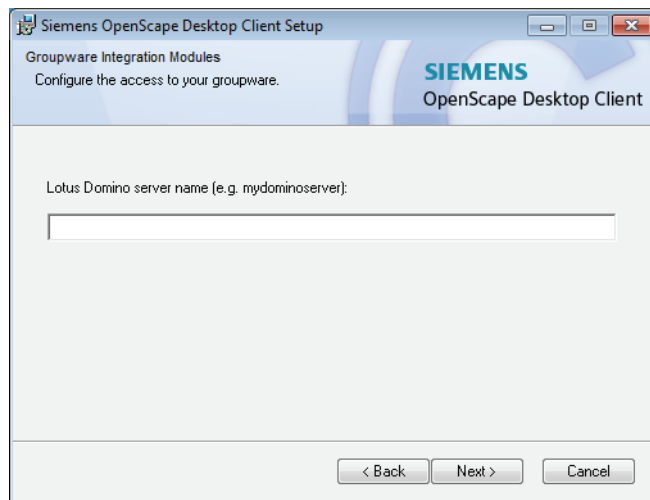 Siemens OpenScape Desktop Client Setup
Groupware Integration Modules
Configure the access to your groupware.
SIEMENS
OpenScape Desktop Client
Lotus Domino server name (e.g. mydominoserver):
< Back
Next >
Cancel